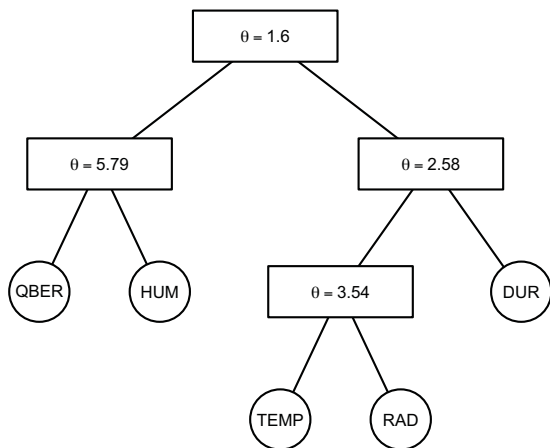 θ = 1.6
θ = 5.79
θ = 2.58
QBER
HUM
θ = 3.54
DUR
TEMP
RAD